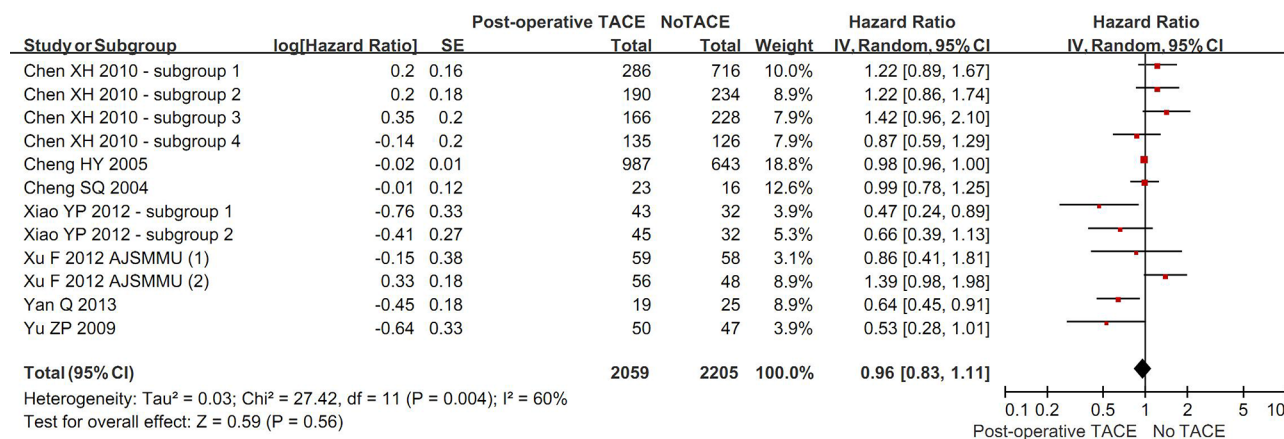 Post-operative TACE NoTACE Hazard Ratio Hazard Ratio
Study or Subgroup log[Hazard Ratio] SE Total Total Weight IV, Random, 95% CI IV, Random, 95% CI
Chen XH 2010 - subgroup 1 0.2 0.16 286 716 10.0% 1.22 [0.89, 1.67]
Chen XH 2010 - subgroup 2 0.2 0.18 190 234 8.9% 1.22 [0.86, 1.74]
Chen XH 2010 - subgroup 3 0.35 0.2 166 228 7.9% 1.42 [0.96, 2.10]
Chen XH 2010 - subgroup 4 -0.14 0.2 135 126 7.9% 0.87 [0.59, 1.29]
Cheng HY 2005 -0.02 0.01 987 643 18.8% 0.98 [0.96, 1.00]
Cheng SQ 2004 -0.01 0.12 23 16 12.6% 0.99 [0.78, 1.25]
Xiao YP 2012 - subgroup 1 -0.76 0.33 43 32 3.9% 0.47 [0.24, 0.89]
Xiao YP 2012 - subgroup 2 -0.41 0.27 45 32 5.3% 0.66 [0.39, 1.13]
Xu F 2012 AJSMMU (1) -0.15 0.38 59 58 3.1% 0.86 [0.41, 1.81]
Xu F 2012 AJSMMU (2) 0.33 0.18 56 48 8.9% 1.39 [0.98, 1.98]
Yan Q 2013 -0.45 0.18 19 25 8.9% 0.64 [0.45, 0.91]
Yu ZP 2009 -0.64 0.33 50 47 3.9% 0.53 [0.28, 1.01]
Total (95% CI) 2059 2205 100.0% 0.96 [0.83, 1.11]
Heterogeneity: Tau² = 0.03; Chi² = 27.42, df = 11 (P = 0.004); I² = 60%
Test for overall effect: Z = 0.59 (P = 0.56)
0.1 0.2 0.5 1 2 5 10
Post-operative TACE No TACE